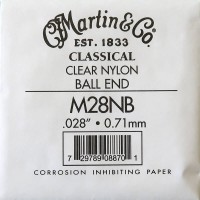 C.F. Martin & Co.
EST. 1833
CLASSICAL
CLEAR NYLON
BALL END
M28NB
.028" • 0.71mm
7 29789 08870 1
CORROSION INHIBITING PAPER